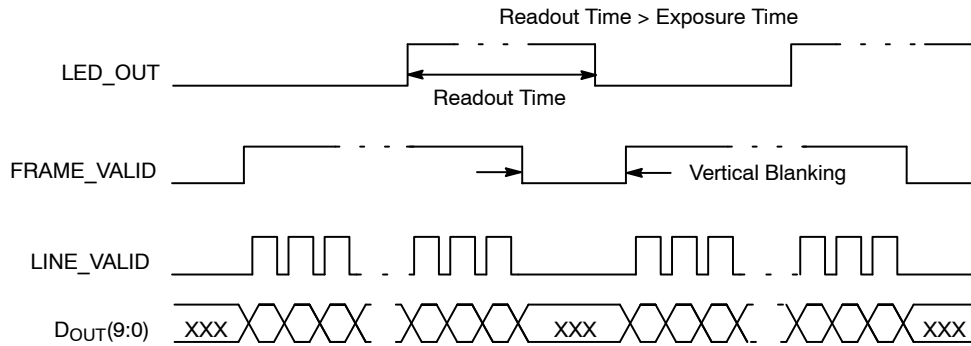 Readout Time > Exposure Time
LED_OUT
Readout Time
FRAME_VALID
Vertical Blanking
LINE_VALID
DOUT(9:0)
XXX
XXX
XXX